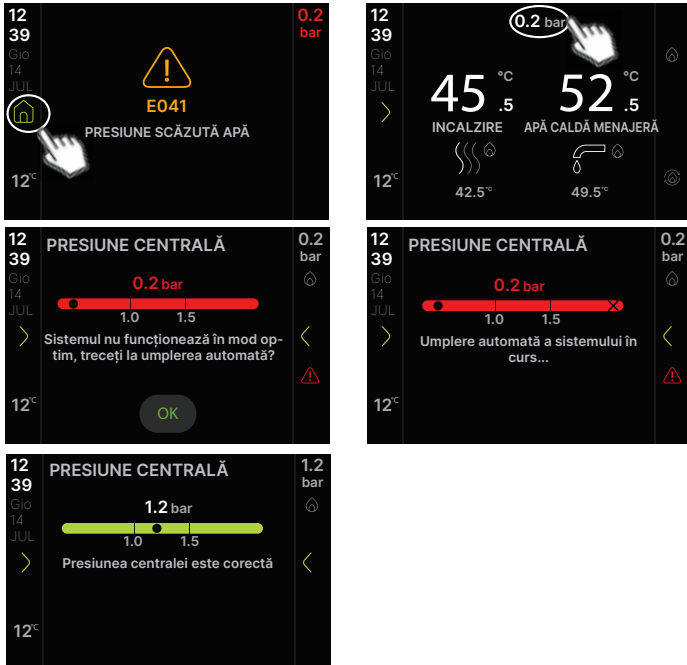 12
39
Gio
14
JUL
12°C
E041
PRESIUNE SCĂZUTĂ APĂ
0.2
bar
12
39
Gio
14
JUL
12°C
0.2 bar
45.5 °C
INCALZIRE
42.5°C
52.5 °C
APĂ CALDĂ MENAJERĂ
49.5°C
12
39
Gio
14
JUL
12°C
PRESIUNE CENTRALĂ
0.2 bar
1.0 1.5
Sistemul nu funcționează în mod op-
tim, treceți la umplerea automată?
OK
0.2
bar
12
39
Gio
14
JUL
12°C
PRESIUNE CENTRALĂ
0.2 bar
1.0 1.5
Umplere automată a sistemului în
curs...
0.2
bar
12
39
Gio
14
JUL
12°C
PRESIUNE CENTRALĂ
1.2 bar
1.0 1.5
Presiunea centralei este corectă
1.2
bar